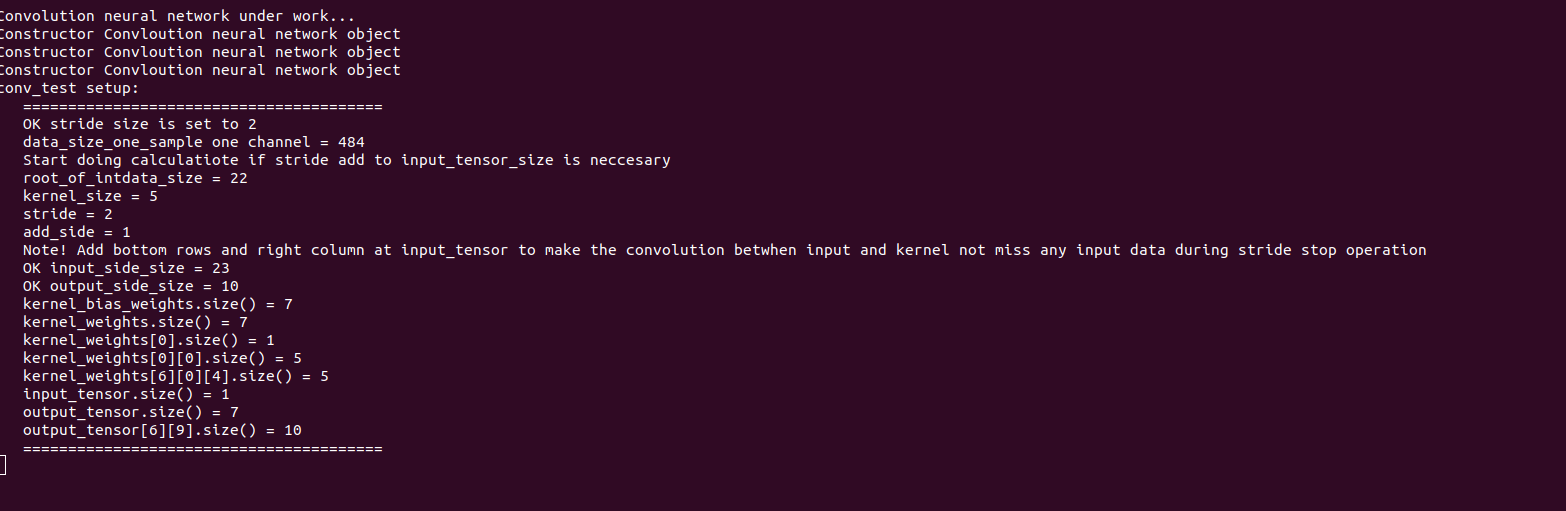 Convolution neural network under work...
Constructor Convloution neural network object
Constructor Convloution neural network object
Constructor Convloution neural network object
conv_test setup:
========================================
OK stride size is set to 2
data_size_one_sample one channel = 484
Start doing calculatiote if stride add to input_tensor_size is neccesary
root_of_intdata_size = 22
kernel_size = 5
stride = 2
add_side = 1
Note! Add bottom rows and right column at input_tensor to make the convolution betwhen input and kernel not miss any input data during stride stop operation
OK input_side_size = 23
OK output_side_size = 10
kernel_bias_weights.size() = 7
kernel_weights.size() = 7
kernel_weights[0].size() = 1
kernel_weights[0][0].size() = 5
kernel_weights[6][0][4].size() = 5
input_tensor.size() = 1
output_tensor.size() = 7
output_tensor[6][9].size() = 10
========================================